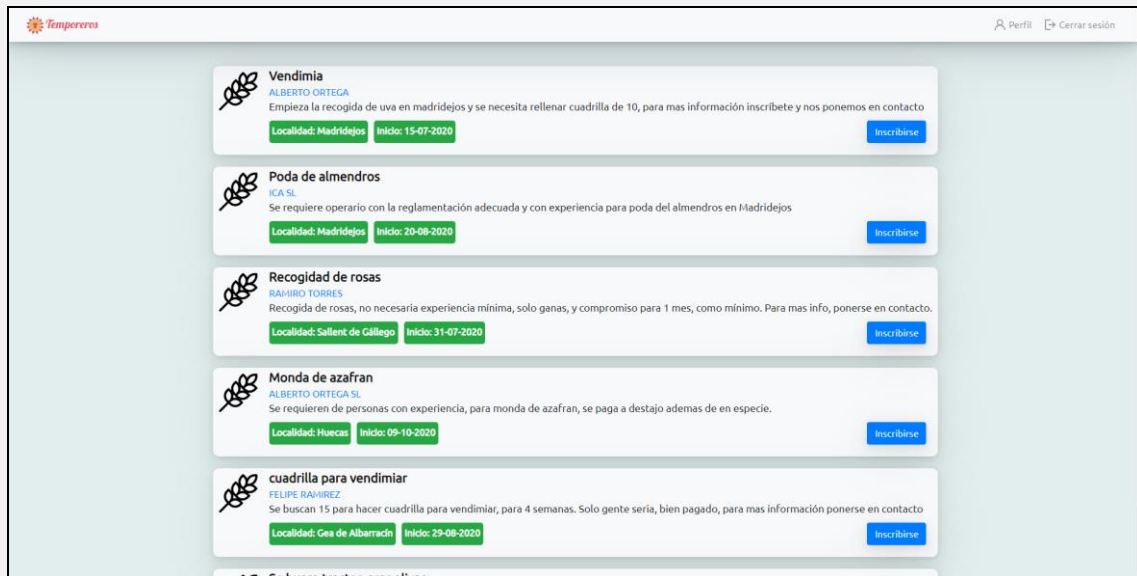 Temporeros
Perfil Cerrar sesión
Vendimia
ALBERTO ORTEGA
Empieza la recogida de uva en madridejos y se necesita rellenar cuadrilla de 10, para mas información inscríbete y nos ponemos en contacto
Localidad: Madridejos Inicio: 15-07-2020 Inscribirse
Poda de almendros
ICA SL
Se requiere operario con la reglamentación adecuada y con experiencia para poda del almendros en Madridejos
Localidad: Madridejos Inicio: 20-08-2020 Inscribirse
Recogidad de rosas
RAMIRO TORRES
Recogida de rosas, no necesaria experiencia mínima, solo ganas, y compromiso para 1 mes, como mínimo. Para mas info, ponerse en contacto.
Localidad: Sallent de Gállego Inicio: 31-07-2020 Inscribirse
Monda de azafran
ALBERTO ORTEGA SL
Se requieren de personas con experiencia, para monda de azafran, se paga a destajo ademas de en especie.
Localidad: Huecas Inicio: 09-10-2020 Inscribirse
cuadrilla para vendimiar
FELIPE RAMIREZ
Se buscan 15 para hacer cuadrilla para vendimiar, para 4 semanas. Solo gente seria, bien pagado, para mas información ponerse en contacto
Localidad: Gea de Albarracín Inicio: 29-08-2020 Inscribirse